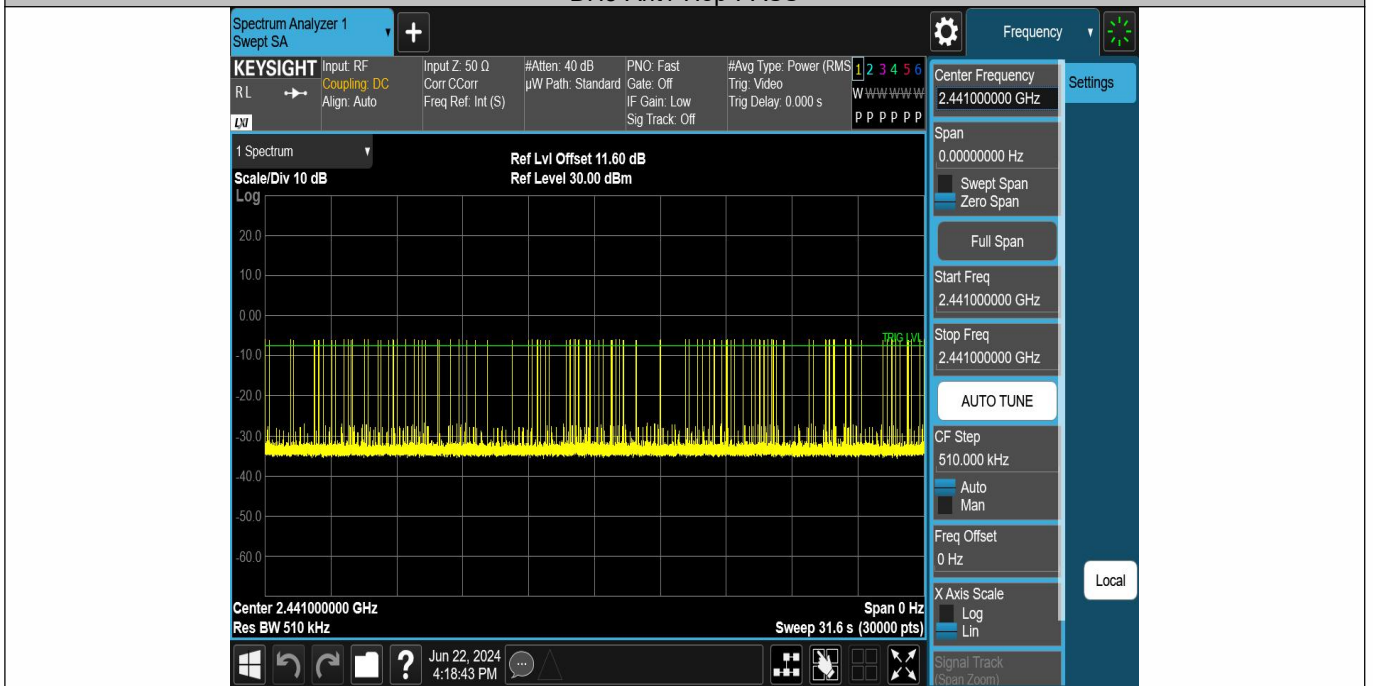 Spectrum Analyzer 1
Swept SA
Frequency
KEYSIGHT
RL
LXI
Input: RF
Coupling: DC
Align: Auto
Input Z: 50 Ω
Corr CCorr
Freq Ref: Int (S)
#Atten: 40 dB
µW Path: Standard
PNO: Fast
Gate: Off
IF Gain: Low
Sig Track: Off
#Avg Type: Power (RMS
Trig: Video
Trig Delay: 0.000 s
1 2 3 4 5 6
W W W W W W
P P P P P P
1 Spectrum
Scale/Div 10 dB
Ref Lvl Offset 11.60 dB
Ref Level 30.00 dBm
Log
20.0
10.0
0.00
-10.0
-20.0
-30.0
-40.0
-50.0
-60.0
TRIG LVL
Center 2.441000000 GHz
Span 0 Hz
Res BW 510 kHz
Sweep 31.6 s (30000 pts)
Center Frequency
2.441000000 GHz
Settings
Span
0.00000000 Hz
Swept Span
Zero Span
Full Span
Start Freq
2.441000000 GHz
Stop Freq
2.441000000 GHz
AUTO TUNE
CF Step
510.000 kHz
Auto
Man
Freq Offset
0 Hz
X Axis Scale
Log
Lin
Signal Track
(Span Zoom)
Local
?
Jun 22, 2024
4:18:43 PM